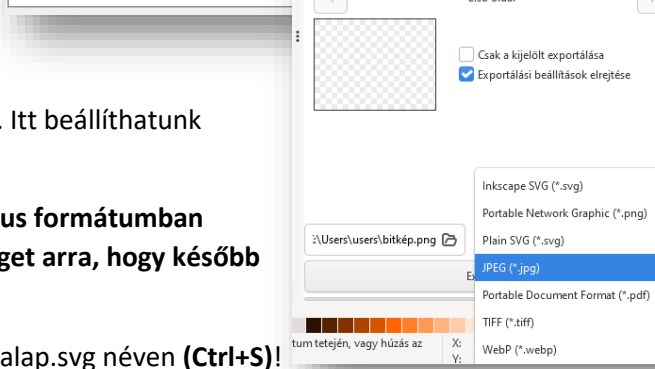 . Itt beállíthatunk
us formátumban
get arra, hogy később
alap.svg néven (Ctrl+S)!
Csak a kijelölt exportálása
Exportálási beállítások elrejtése
:\Users\users\bitkép.png
Inkscape SVG (*.svg)
Portable Network Graphic (*.png)
Plain SVG (*.svg)
JPEG (*.jpg)
Portable Document Format (*.pdf)
TIFF (*.tiff)
WebP (*.webp)
tum tetején, vagy húzás az
X:
Y: